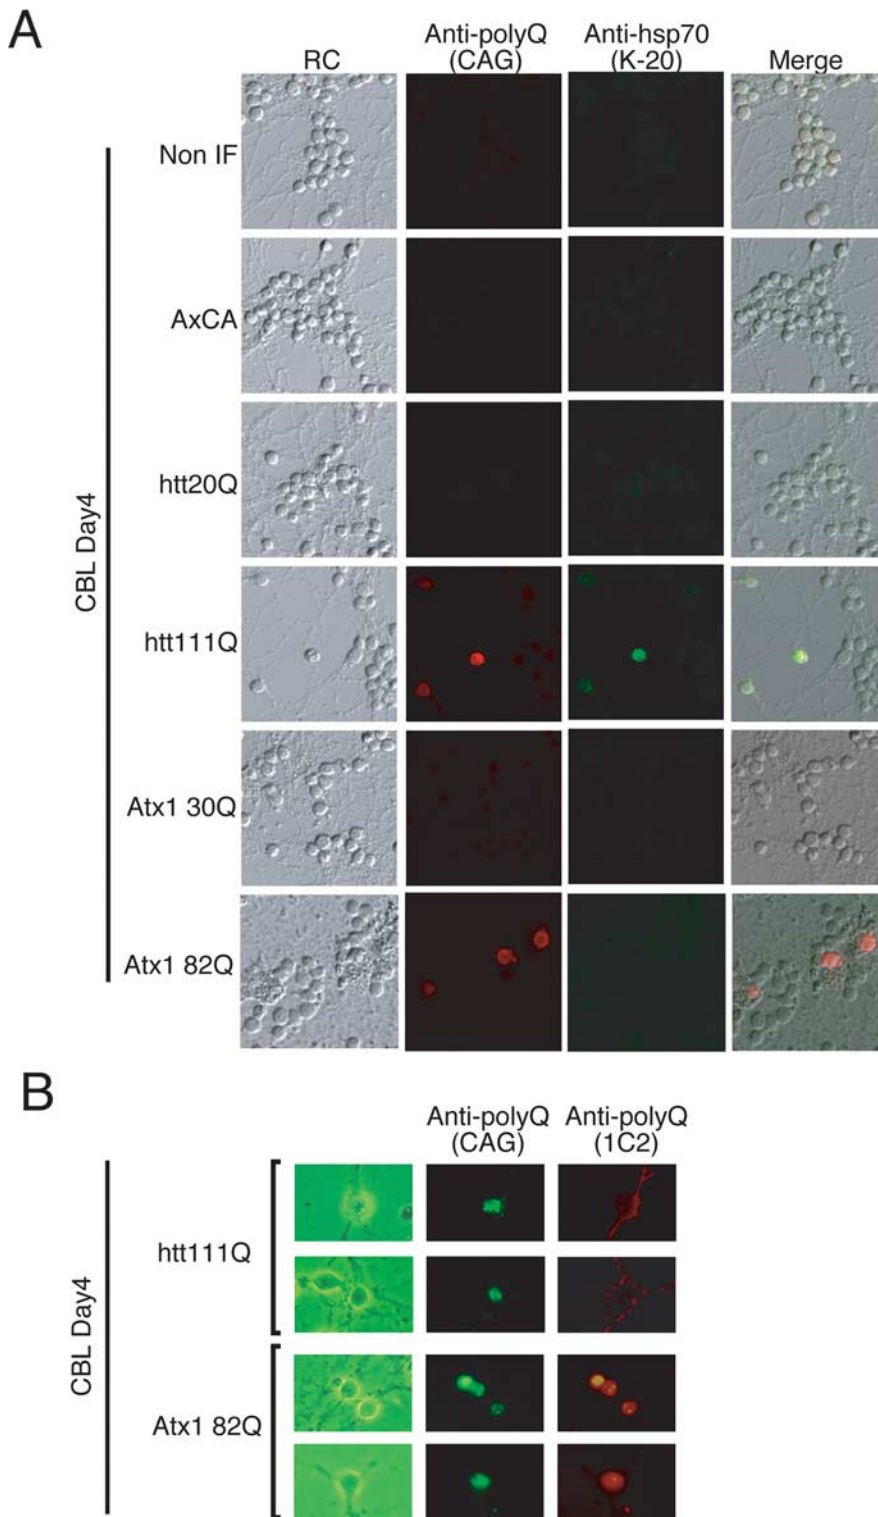 A
RC
Anti-polyQ
(CAG)
Anti-hsp70
(K-20)
Merge
CBL Day4
Non IF
AxCA
htt20Q
htt111Q
Atx1 30Q
Atx1 82Q
B
Anti-polyQ
(CAG)
Anti-polyQ
(1C2)
CBL Day4
htt111Q
Atx1 82Q